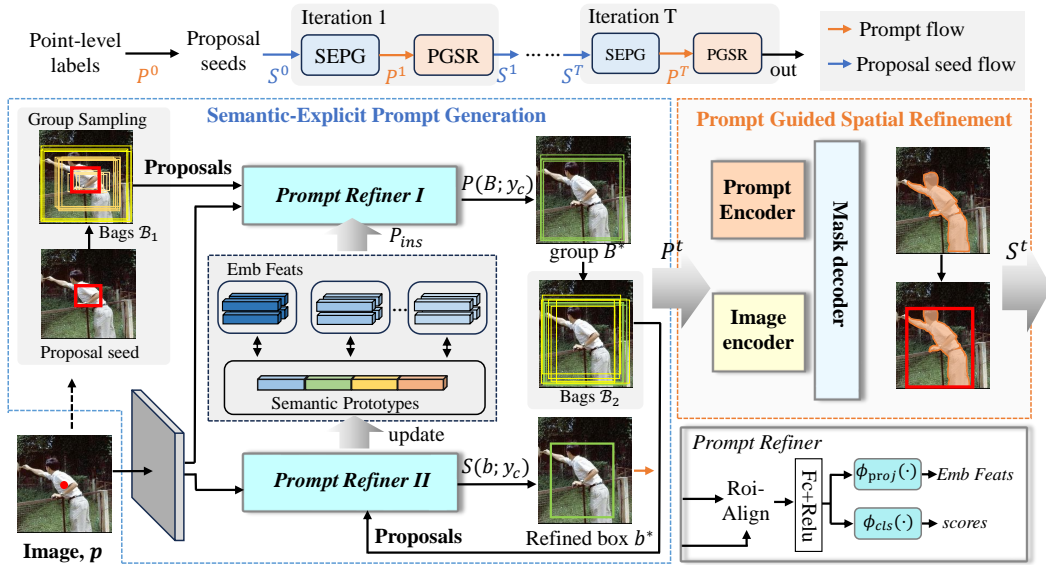 Iteration 1
Iteration T
Point-level
labels
P^0
Proposal
seeds
S^0
SEPG
P^1
PGSR
S^1
... ...
S^T
SEPG
P^T
PGSR
out
Prompt flow
Proposal seed flow
Semantic-Explicit Prompt Generation
Group Sampling
Bags B_1
Proposal seed
Image, p
Proposals
Prompt Refiner I
P(B; y_c)
P_ins
Emb Feats
...
Semantic Prototypes
update
Prompt Refiner II
S(b; y_c)
Proposals
group B^*
Bags B_2
Refined box b^*
P^t
Prompt Guided Spatial Refinement
Prompt
Encoder
Image
encoder
Mask decoder
S^t
Prompt Refiner
Roi-
Align
Fc+Relu
ϕ_proj(·)
Emb Feats
ϕ_cls(·)
scores